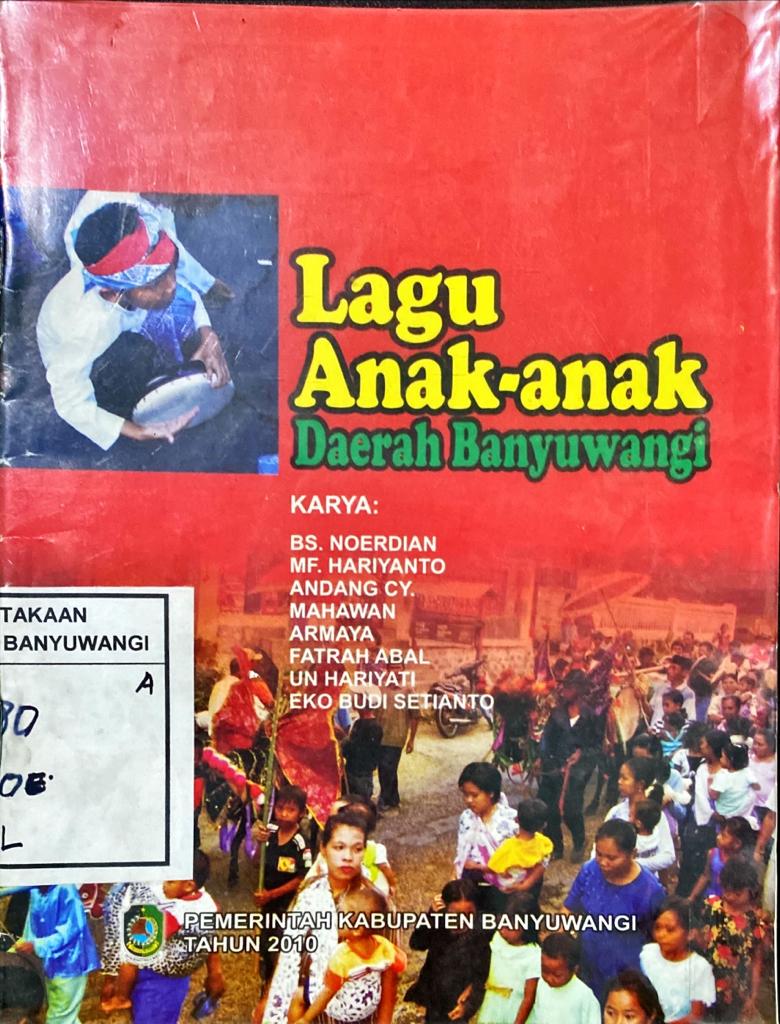 Lagu
Anak-anak
Daerah Banyuwangi
KARYA:
BS. NOERDIAN
MF. HARIYANTO
ANDANG CY.
MAHAWAN
ARMAYA
FATRAH ABAL
UN HARIYATI
EKO BUDI SETIANTO
TAKAAN
BANYUWANGI
A
OE
L
PEMERINTAH KABUPATEN BANYUWANGI
TAHUN 2010